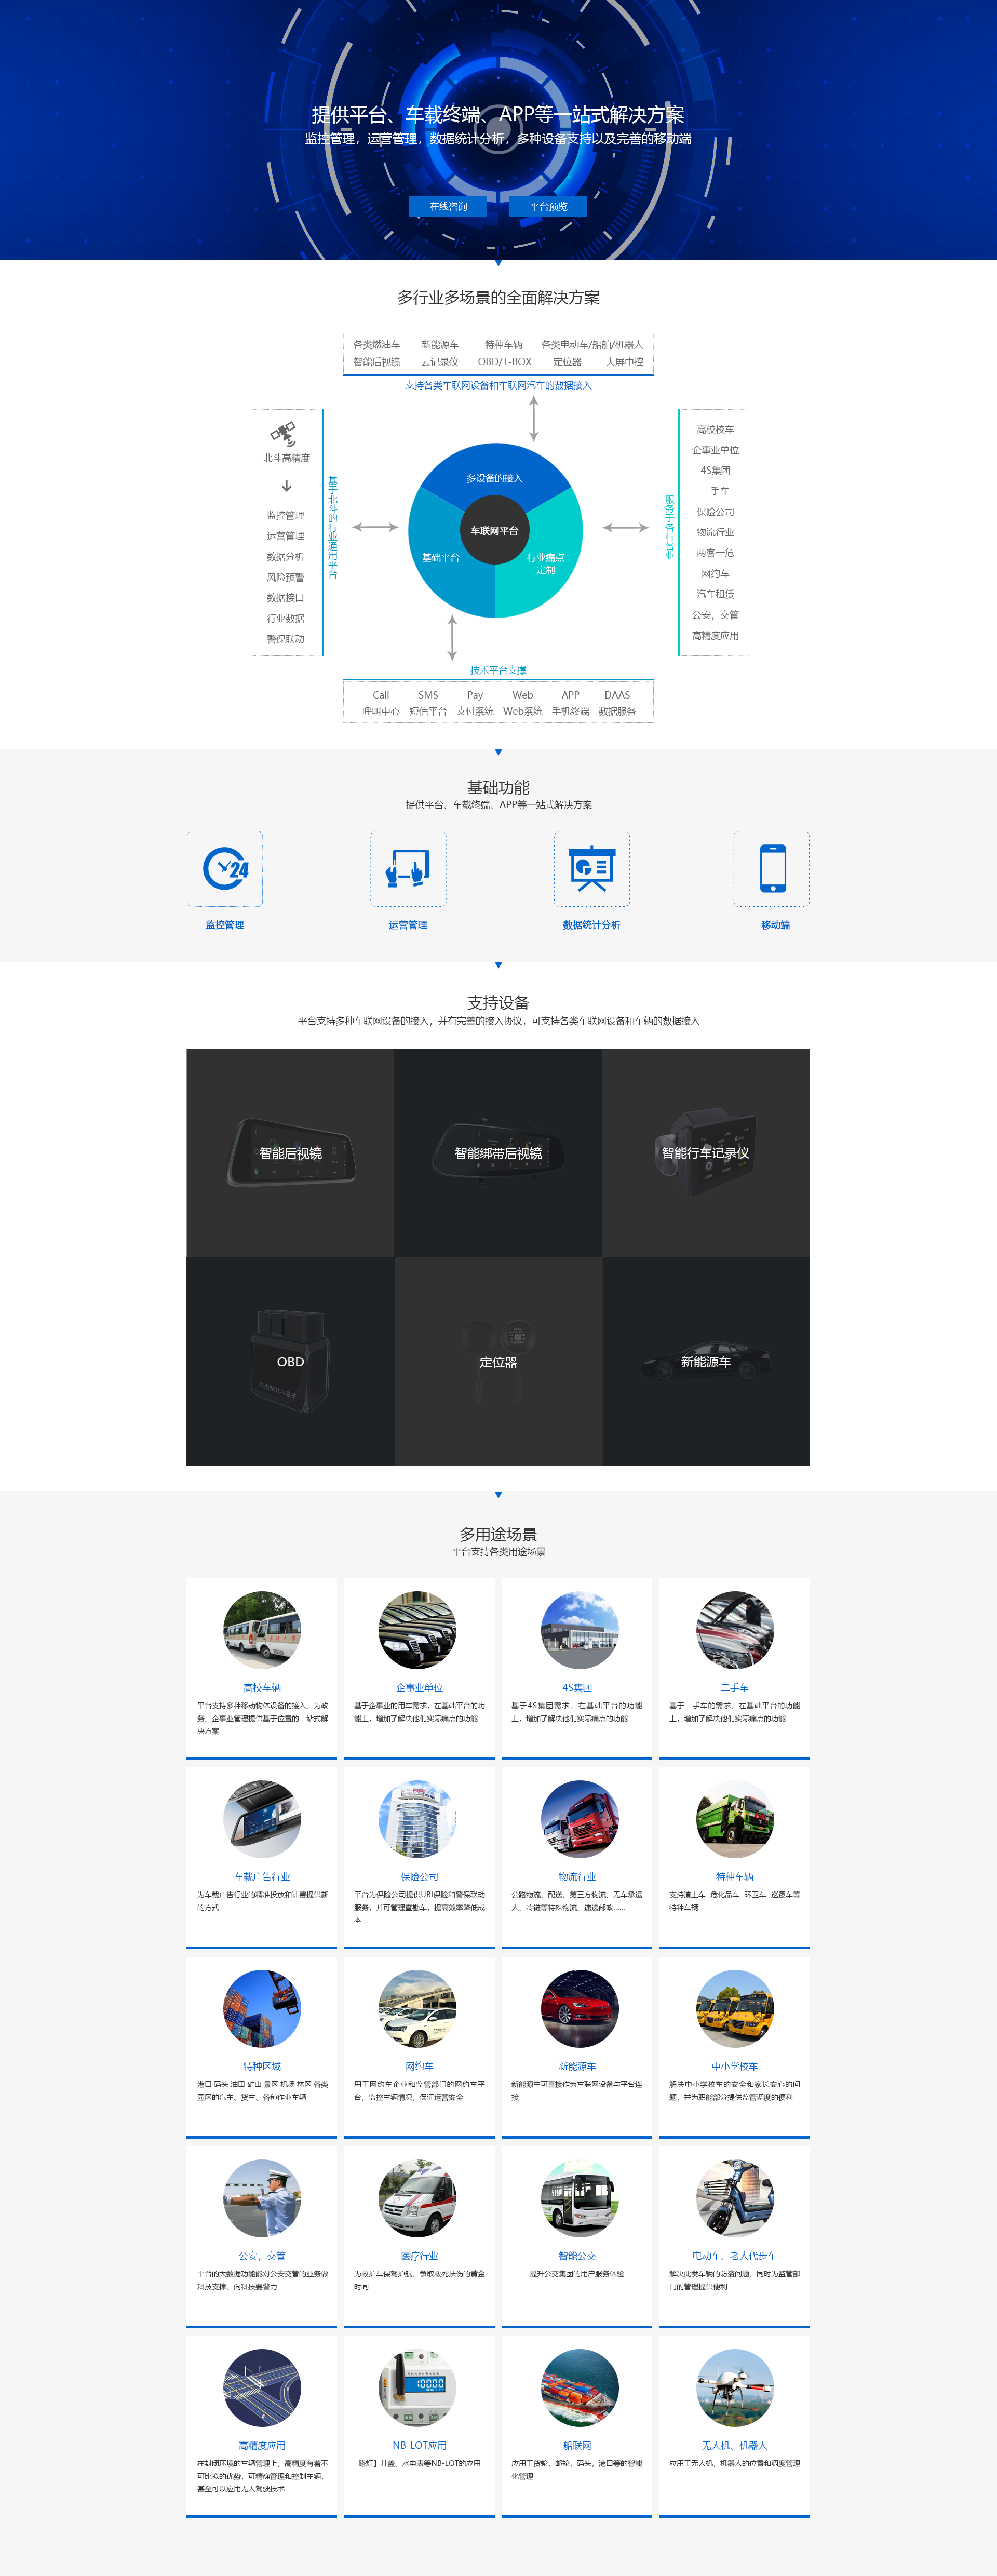 提供平台、车载终端、APP等一站式解决方案
监控管理，运营管理，数据统计分析，多种设备支持以及完善的移动端
在线咨询
平台预览
多行业多场景的全面解决方案
各类燃油车 新能源车 特种车辆 各类电动车/船舶/机器人
智能后视镜 云记录仪 OBD/T-BOX 定位器 大屏中控
支持各类车联网设备和车联网汽车的数据接入
北斗高精度
监控管理
运营管理
数据分析
风险预警
数据接口
行业数据
警保联动
基于北斗的行业通用平台
多设备的接入
车联网平台
基础平台
行业痛点
定制
服务于各行各业
高校校车
企事业单位
4S集团
二手车
保险公司
物流行业
两客一危
网约车
汽车租赁
公安，交管
高精度应用
技术平台支撑
Call SMS Pay Web APP DAAS
呼叫中心 短信平台 支付系统 Web系统 手机终端 数据服务
基础功能
提供平台、车载终端、APP等一站式解决方案
24
监控管理
运营管理
数据统计分析
移动端
支持设备
平台支持多种车联网设备的接入，并有完善的接入协议，可支持各类车联网设备和车辆的数据接入
智能后视镜
智能绑带后视镜
智能行车记录仪
OBD
定位器
新能源车
多用途场景
平台支持各类用途场景
高校车辆
平台支持多种移动物体设备的接入，为政
务、企事业管理提供基于位置的一站式解
决方案
企事业单位
基于企事业的用车需求，在基础平台的功
能上，增加了解决他们实际痛点的功能
4S集团
基于4S集团需求，在基础平台的功能
上，增加了解决他们实际痛点的功能
二手车
基于二手车的需求，在基础平台的功能
上，增加了解决他们实际痛点的功能
车载广告行业
为车载广告行业的精准投放和计费提供新
的方式
保险公司
平台为保险公司提供UBI保险和警保联动
服务，并可管理查勘车，提高效率降低成
本
物流行业
公路物流、配送、第三方物流、无车承运
人、冷链等特殊物流、速递邮政......
特种车辆
支持渣土车 危化品车 环卫车 巡逻车等
特种车辆
特种区域
港口 码头 油田 矿山 景区 机场 林区 各类
园区的汽车、货车、各种作业车辆
网约车
用于网约车企业和监管部门的网约车平
台，监控车辆情况，保证运营安全
新能源车
新能源车可直接作为车联网设备与平台连
接
中小学校车
解决中小学校车的安全和家长安心的问
题，并为职能部分提供监管调度的便利
公安，交管
平台的大数据功能能对公安交管的业务做
科技支撑，向科技要警力
医疗行业
为救护车保驾护航，争取救死扶伤的黄金
时间
智能公交
提升公交集团的用户服务体验
电动车、老人代步车
解决此类车辆的防盗问题，同时为监管部
门的管理提供便利
高精度应用
在封闭环境的车辆管理上，高精度有着不
可比拟的优势，可精确管理和控制车辆，
甚至可以应用无人驾驶技术
NB-LOT应用
路灯】井盖、水电表等NB-LOT的应用
船联网
应用于货轮，邮轮，码头，港口等的智能
化管理
无人机、机器人
应用于无人机，机器人的位置和调度管理